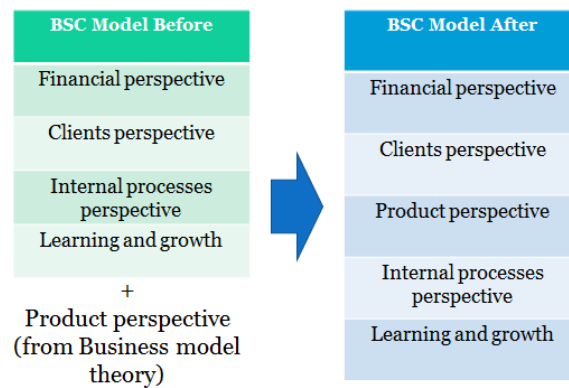 BSC Model Before
Financial perspective
Clients perspective
Internal processes
perspective
Learning and growth
+
Product perspective
(from Business model
theory)
BSC Model After
Financial perspective
Clients perspective
Product perspective
Internal processes
perspective
Learning and growth